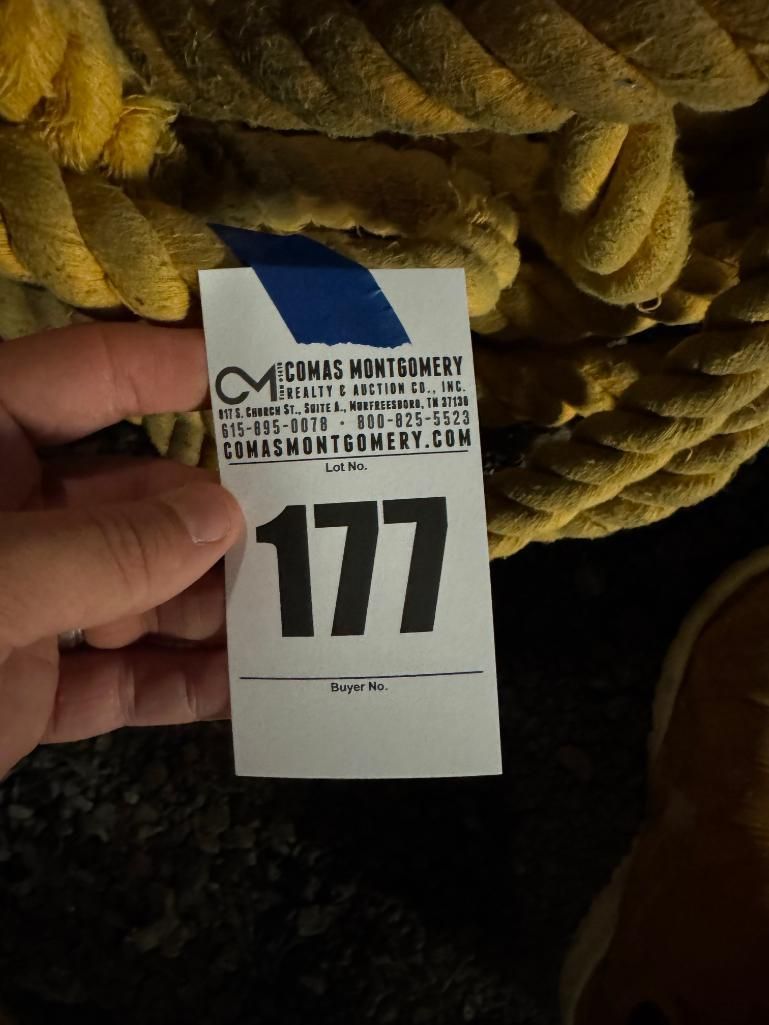 CM
COMAS MONTGOMERY
REALTY & AUCTION CO., INC.
817 S. CHURCH ST., SUITE A., MURFREESBORO, TN 37130
615-895-0078 • 800-825-5523
COMASMONTGOMERY.COM
Lot No.
177
Buyer No.